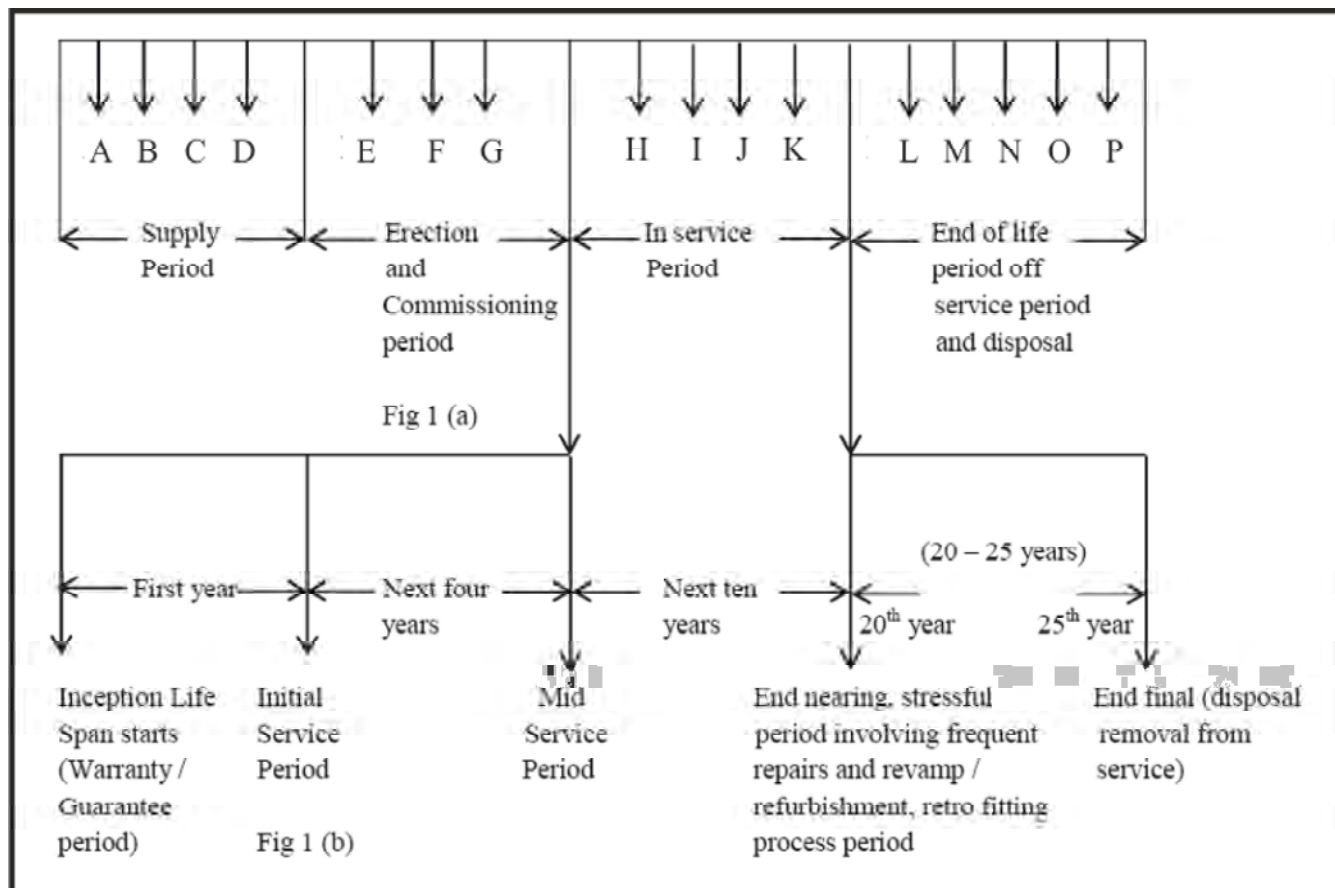 A B C D E F G H I J K L M N O P
Supply
Period
Erection
and
Commissioning
period
In service
Period
End of life
period off
service period
and disposal
Fig 1 (a)
First year
Next four
years
Next ten
years
(20 – 25 years)
20th year
25th year
Inception Life
Span starts
(Warranty /
Guarantee
period)
Initial
Service
Period
Fig 1 (b)
Mid
Service
Period
End nearing, stressful
period involving frequent
repairs and revamp /
refurbishment, retro fitting
process period
End final (disposal
removal from
service)